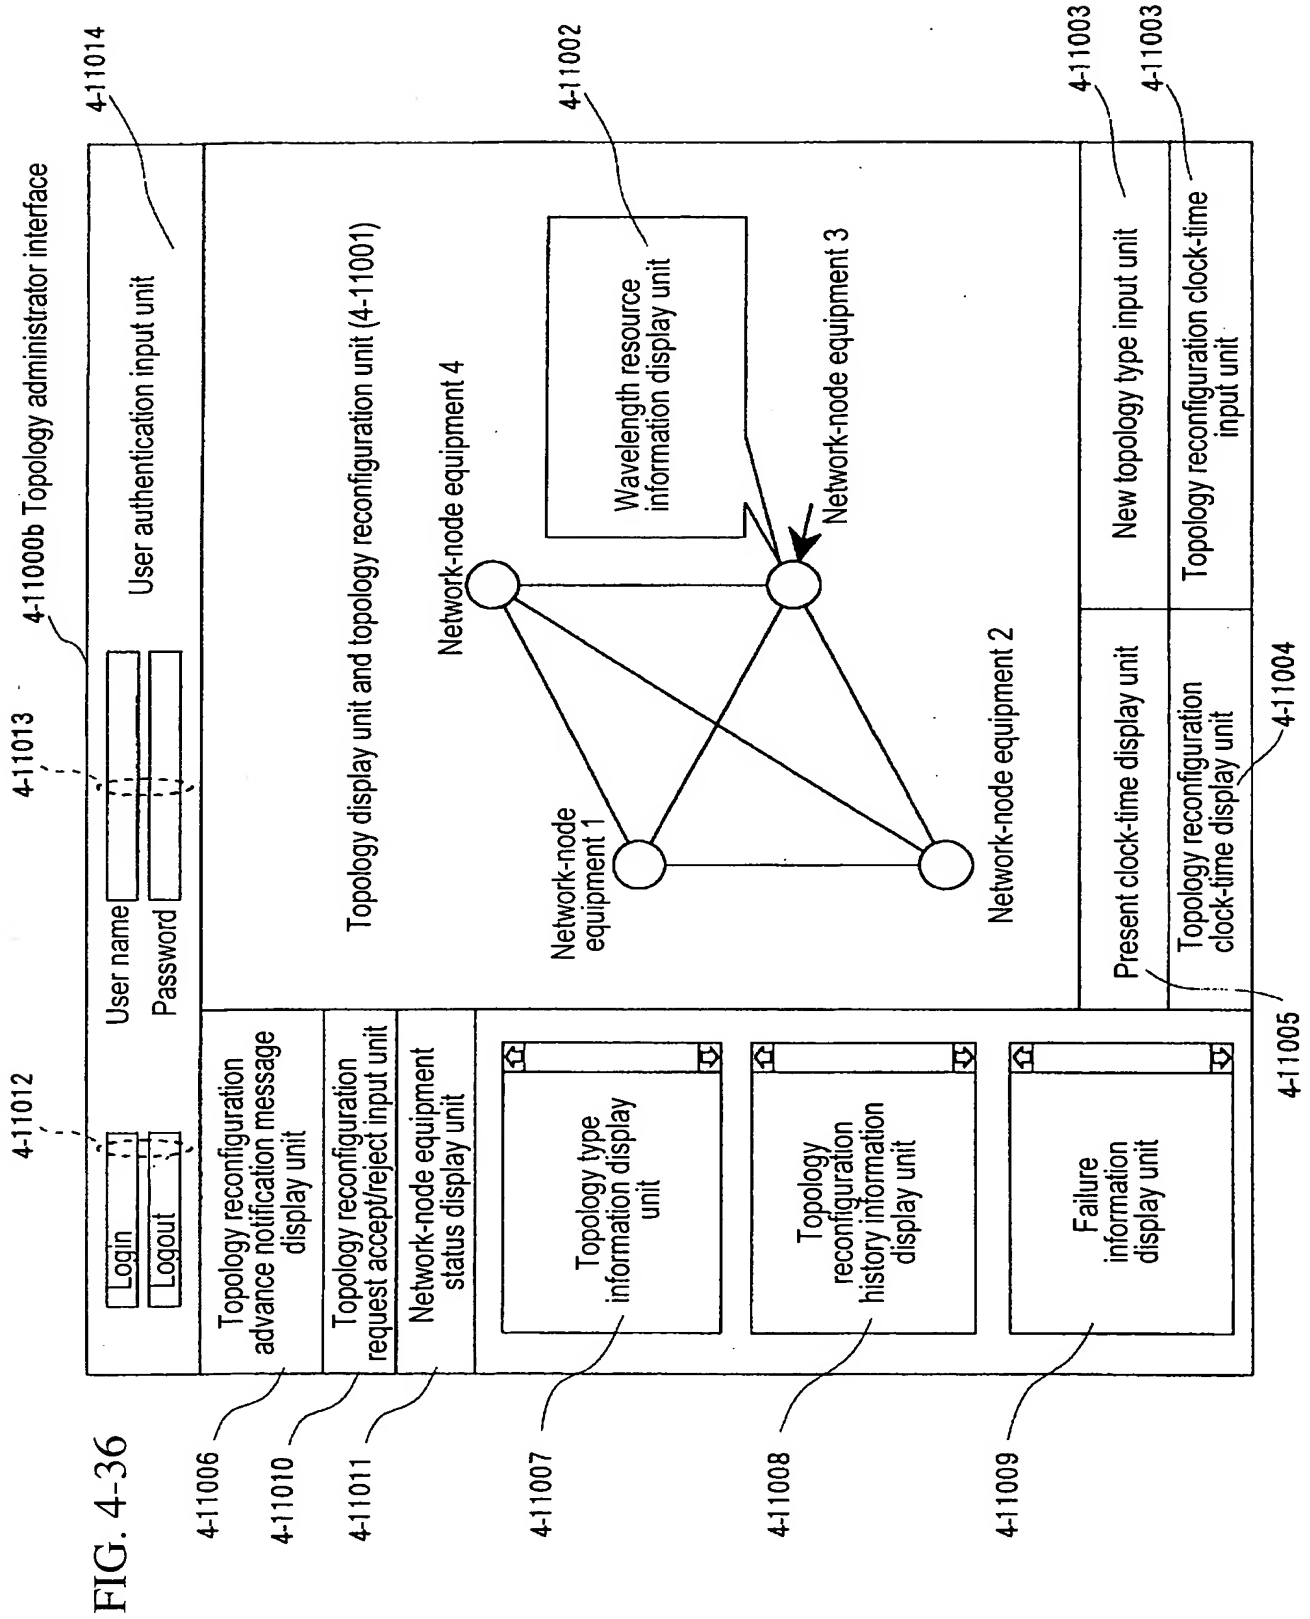 FIG. 4-36
4-11000b Topology administrator interface
4-11012
4-11013
4-11014
Login
Logout
User name
Password
User authentication input unit
4-11006
Topology reconfiguration
advance notification message
display unit
4-11010
Topology reconfiguration
request accept/reject input unit
4-11011
Network-node equipment
status display unit
4-11007
Topology type
information display
unit
4-11008
Topology
reconfiguration
history information
display unit
4-11009
Failure
information
display unit
Topology display unit and topology reconfiguration unit (4-11001)
Network-node equipment 4
Network-node
equipment 1
4-11002
Wavelength resource
information display unit
Network-node equipment 3
Network-node equipment 2
Present clock-time display unit
4-11005
New topology type input unit
4-11003
Topology reconfiguration
clock-time display unit
4-11004
Topology reconfiguration clock-time
input unit
4-11003